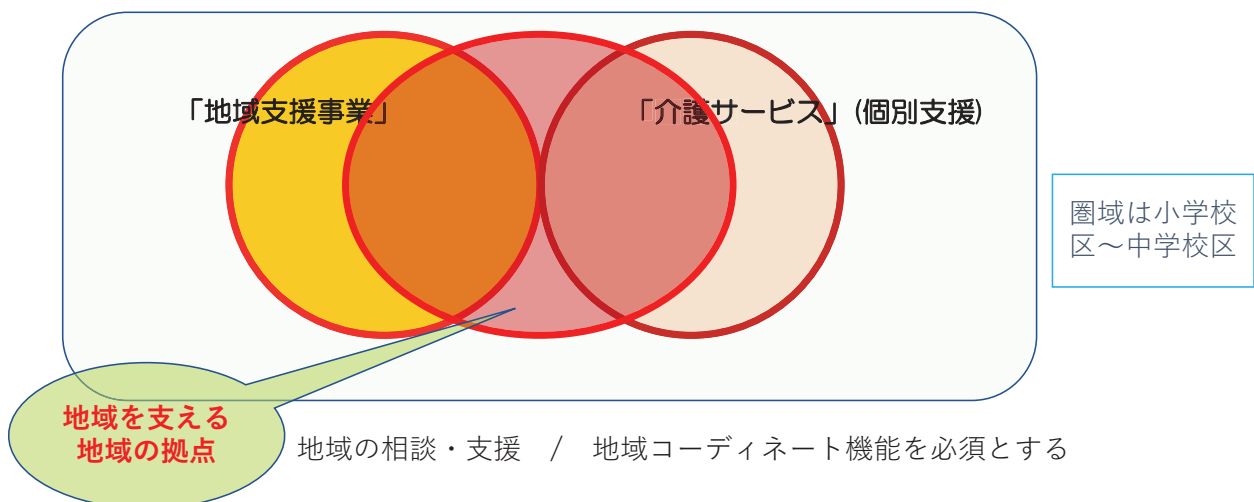 「地域支援事業」
「介護サービス」(個別支援)
圏域は小学校
区～中学校区
地域を支える
地域の拠点
地域の相談・支援 / 地域コーディネート機能を必須とする